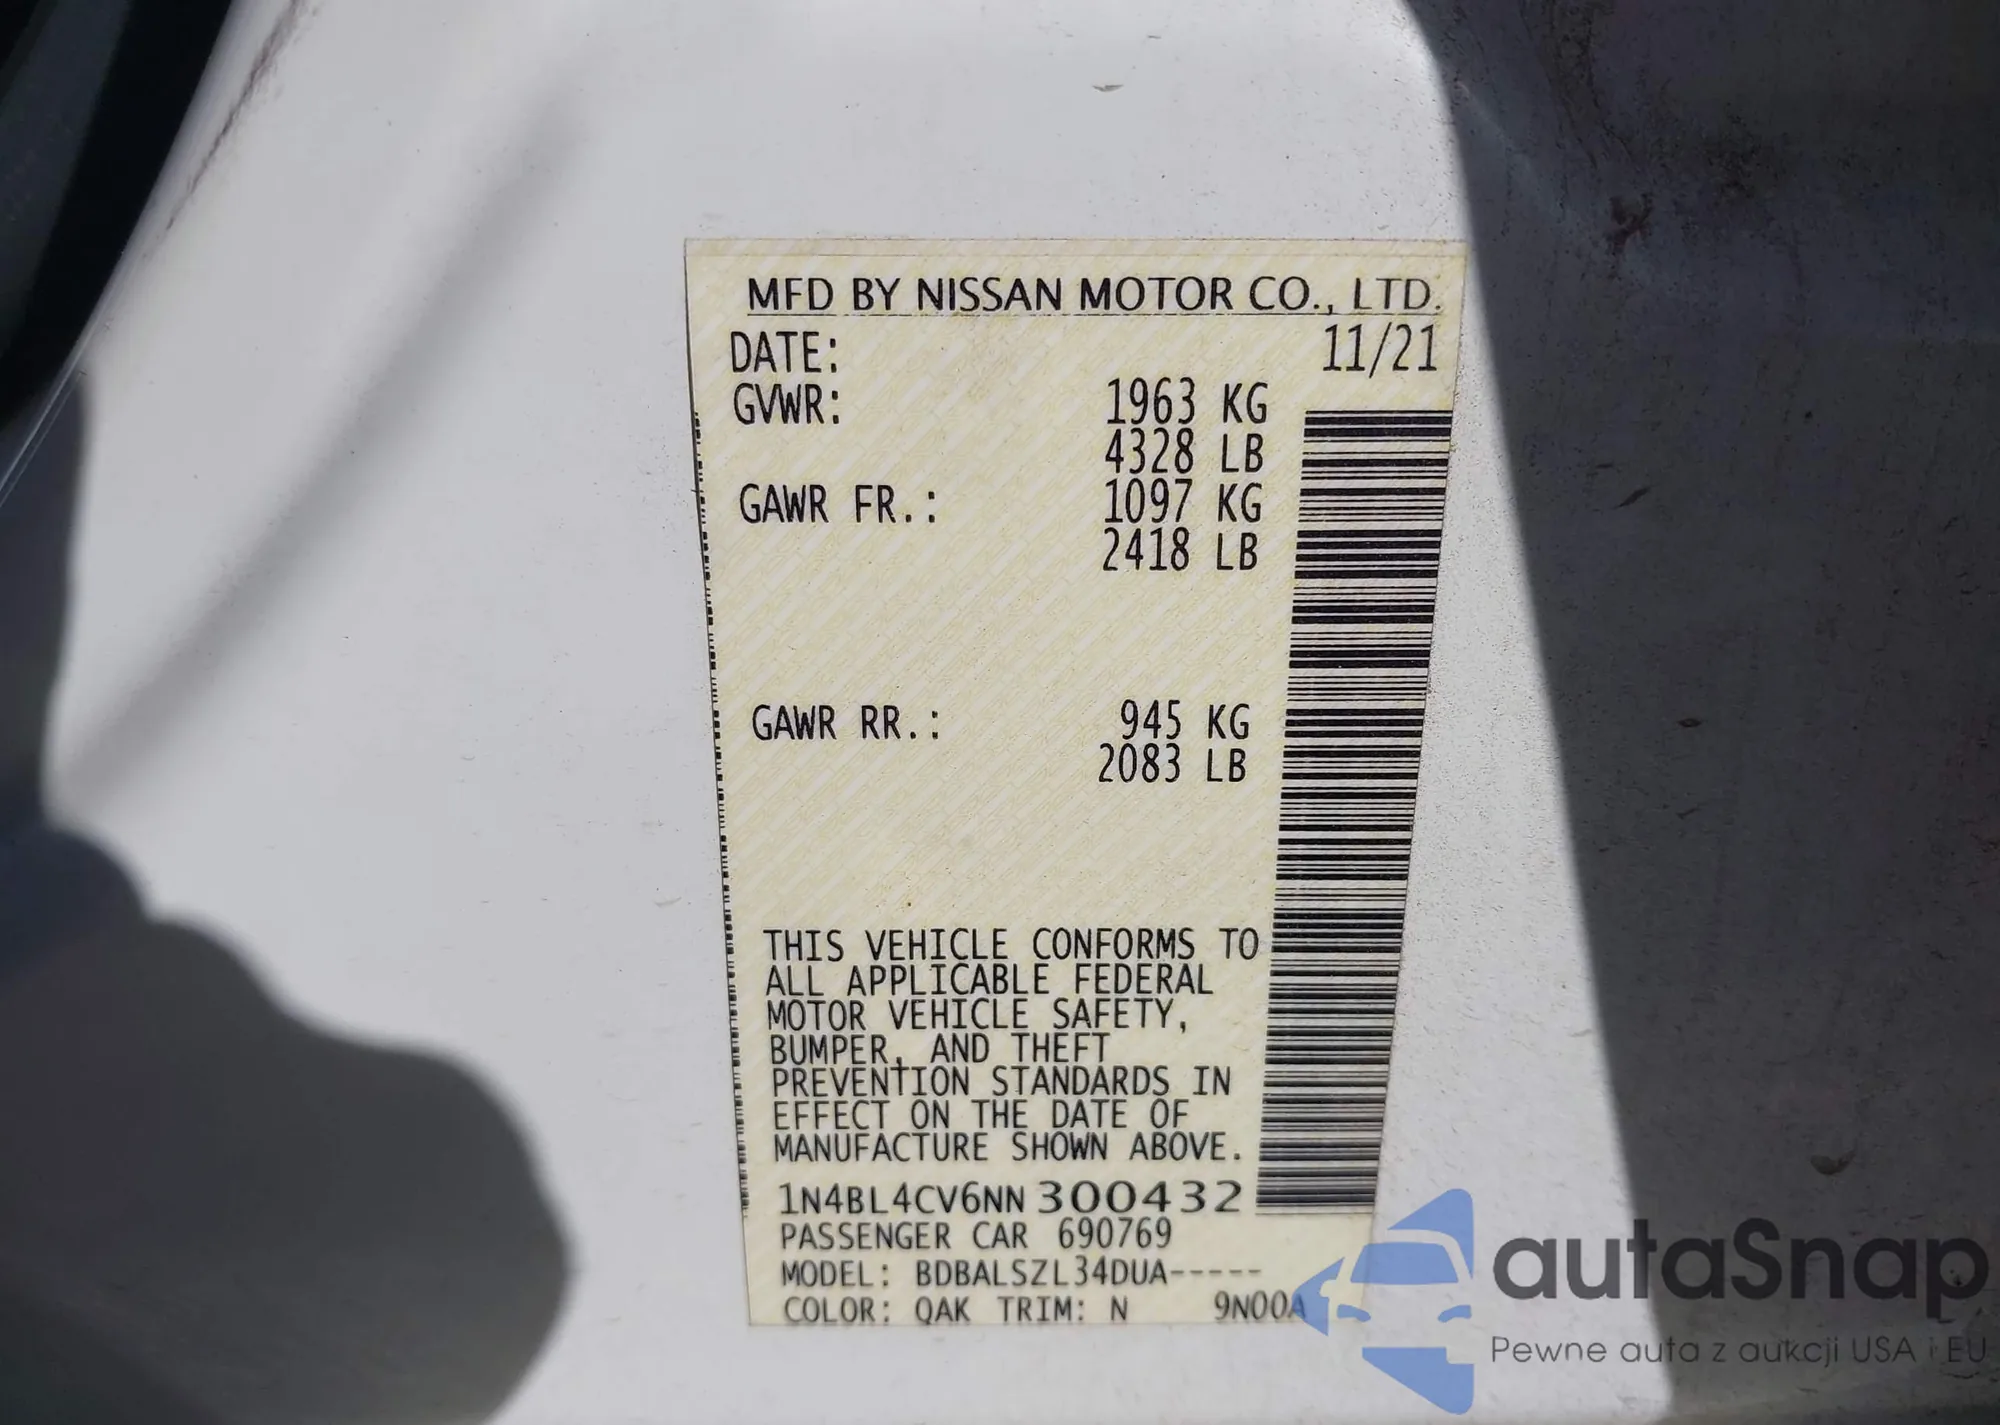 MFD BY NISSAN MOTOR CO., LTD.
DATE: 11/21
GVWR: 1963 KG
4328 LB
GAWR FR.: 1097 KG
2418 LB
GAWR RR.: 945 KG
2083 LB
THIS VEHICLE CONFORMS TO
ALL APPLICABLE FEDERAL
MOTOR VEHICLE SAFETY,
BUMPER, AND THEFT
PREVENTION STANDARDS IN
EFFECT ON THE DATE OF
MANUFACTURE SHOWN ABOVE.
1N4BL4CV6NN300432
PASSENGER CAR 690769
MODEL: BDBALSZL34DUA-----
COLOR: QAK TRIM: N 9N00A
autaSnap
Pewne auta z aukcji USA i EU